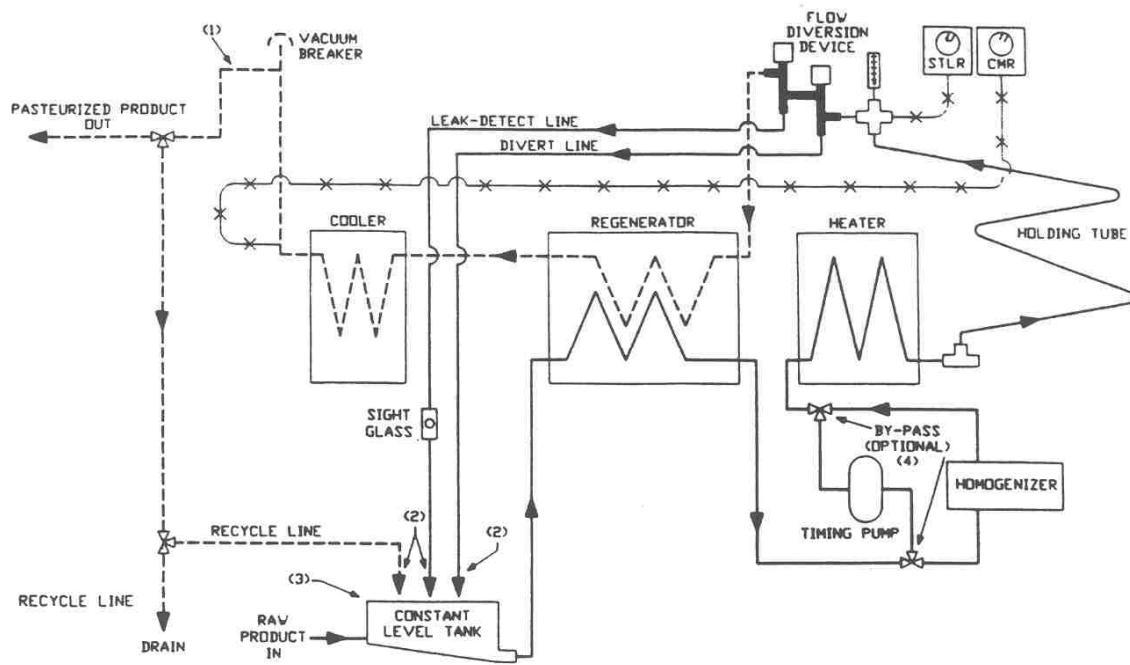 (1)
VACUUM
BREAKER
FLOW
DIVERSION
DEVICE
STLR
CMR
PASTEURIZED PRODUCT
OUT
LEAK-DETECT LINE
DIVERT LINE
COOLER
REGENERATOR
HEATER
HOLDING TUBE
SIGHT
GLASS
BY-PASS
(OPTIONAL)
(4)
HOMOGENIZER
TIMING PUMP
RECYCLE LINE
(2)
(2)
(3)
RECYCLE LINE
CONSTANT
LEVEL TANK
RAW
PRODUCT
IN
DRAIN